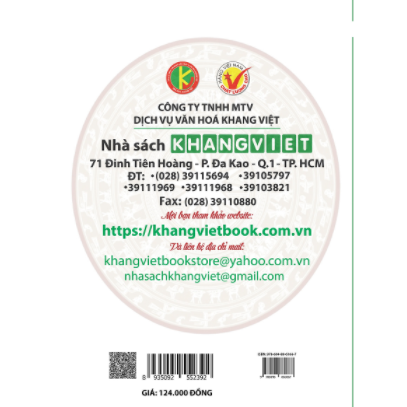 CÔNG TY TNHH MTV
DỊCH VỤ VĂN HOÁ KHANG VIỆT
Nhà sách KHANGVIET
71 Đinh Tiên Hoàng - P. Đa Kao - Q.1 - TP. HCM
ĐT: •(028) 39115694 •39105797
•39111969 •39111968 •39103821
Fax: (028) 39110880
Mời bạn tham khảo website:
https://khangvietbook.com.vn
Và liên hệ địa chỉ mail:
khangvietbookstore@yahoo.com.vn
nhasachkhangviet@gmail.com
8 935092 552392
GIÁ: 124.000 ĐỒNG